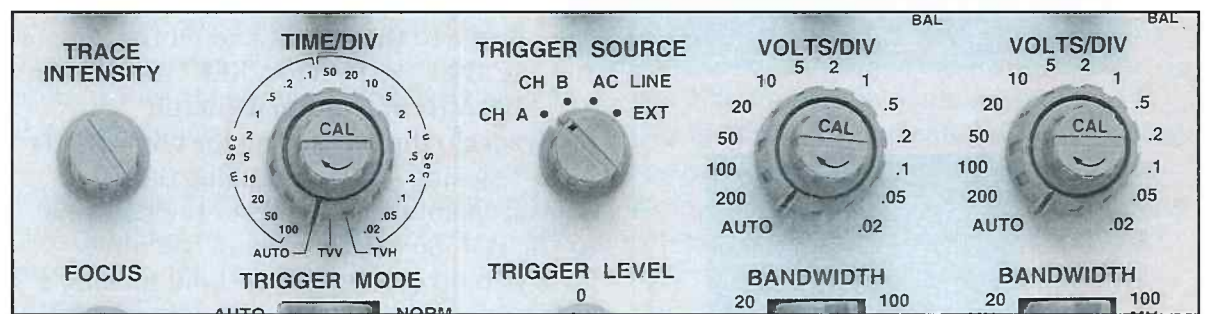 BAL
BAL
TRACE
INTENSITY
FOCUS
TIME/DIV
.1 50 20 10 5 2 1 .5 .2 .1 .05 .02
u Sec
.2 .5 1 2 5 10 20 50 100
m Sec
CAL
AUTO TVV TVH
TRIGGER MODE
AUTO NORM
TRIGGER SOURCE
CH B AC LINE
CH A EXT
TRIGGER LEVEL
0
VOLTS/DIV
5 2
10 1
20 .5
50 CAL .2
100 .1
200 .05
AUTO .02
BANDWIDTH
20 100
VOLTS/DIV
5 2
10 1
20 .5
50 CAL .2
100 .1
200 .05
AUTO .02
BANDWIDTH
20 100